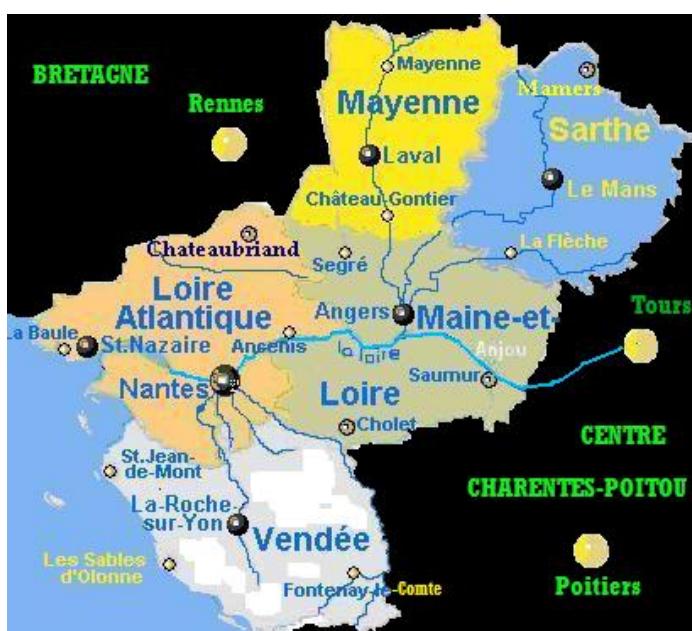 BRETAGNE
Rennes
Mayenne
Mayenne
Laval
Château-Gontier
Mamers
Sarthe
Le Mans
La Flèche
Chateaubriand
Segré
Loire
Atlantique
Angers
Maine-et-
Tours
La Baule
St.Nazaire
Ancenis
la loire
Anjou
Nantes
Loire
Saumur
Cholet
CENTRE
St.Jean-
de-Mont
CHARENTES-POITOU
La-Roche-
sur-Yon
Vendée
Les Sables
d'Olonne
Fontenay-le-Comte
Poitiers